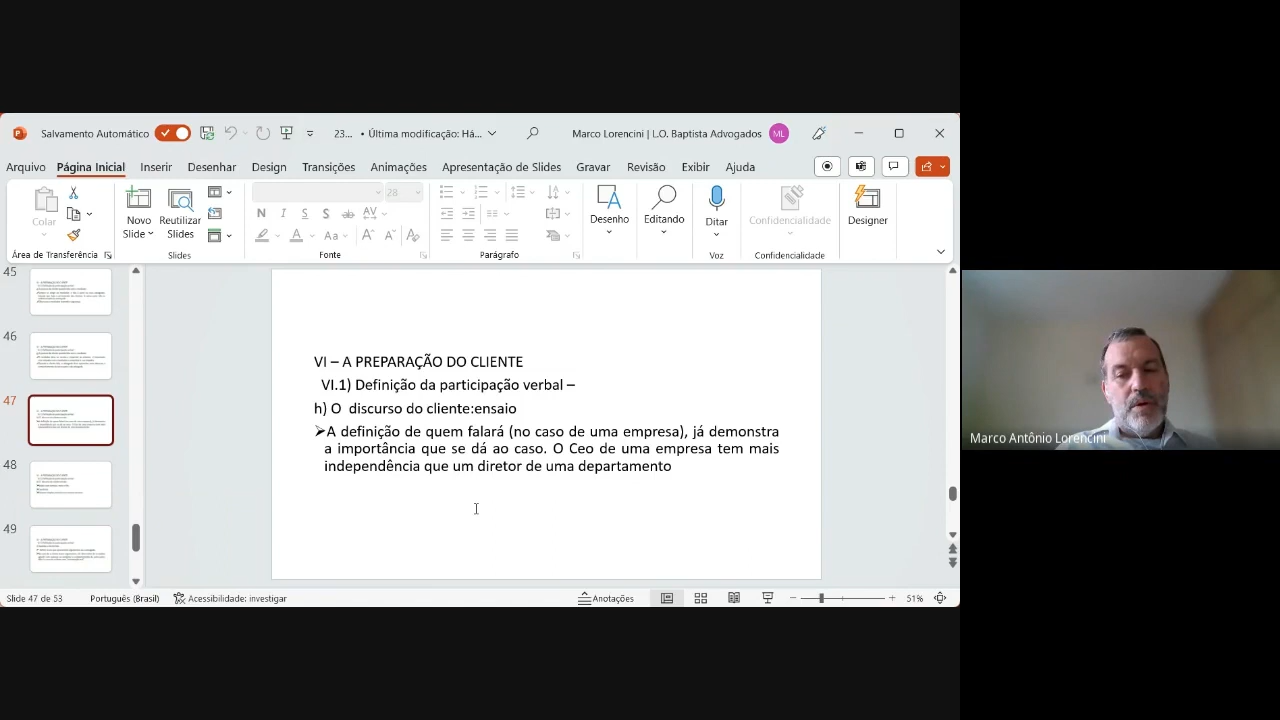 Salvamento Automático
23... • Última modificação: Há...
Marco Lorencini | L.O. Baptista Advogados
ML
Arquivo
Página Inicial
Inserir
Desenhar
Design
Transições
Animações
Apresentação de Slides
Gravar
Revisão
Exibir
Ajuda
Colar
Novo Slide
Reutilizar Slides
28
N I S S ab AV
A Aa A A A
Desenho
Editando
Ditar
Confidencialidade
Designer
Área de Transferência
Slides
Fonte
Parágrafo
Voz
Confidencialidade
45
46
47
48
49
VI – A PREPARAÇÃO DO CLIENTE
VI.1) Definição da participação verbal –
h) O discurso do cliente:ensaio
➢A definição de quem falará (no caso de uma empresa), já demonstra
a importância que se dá ao caso. O Ceo de uma empresa tem mais
independência que um diretor de uma departamento
Marco Antônio Lorencini
Slide 47 de 53
Português (Brasil)
Acessibilidade: investigar
Anotações
51%